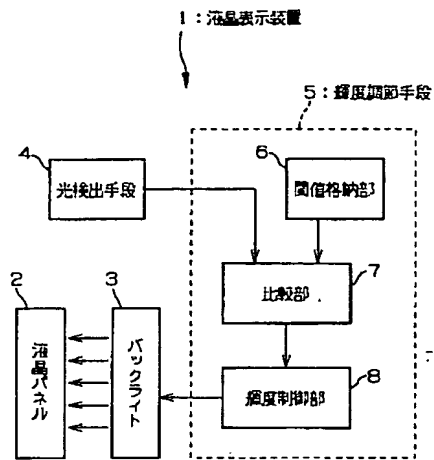 1：液晶表示装置
5：輝度調節手段
4
光検出手段
6
閾値格納部
比較部
7
2
液晶パネル
3
バックライト
輝度制御部
8